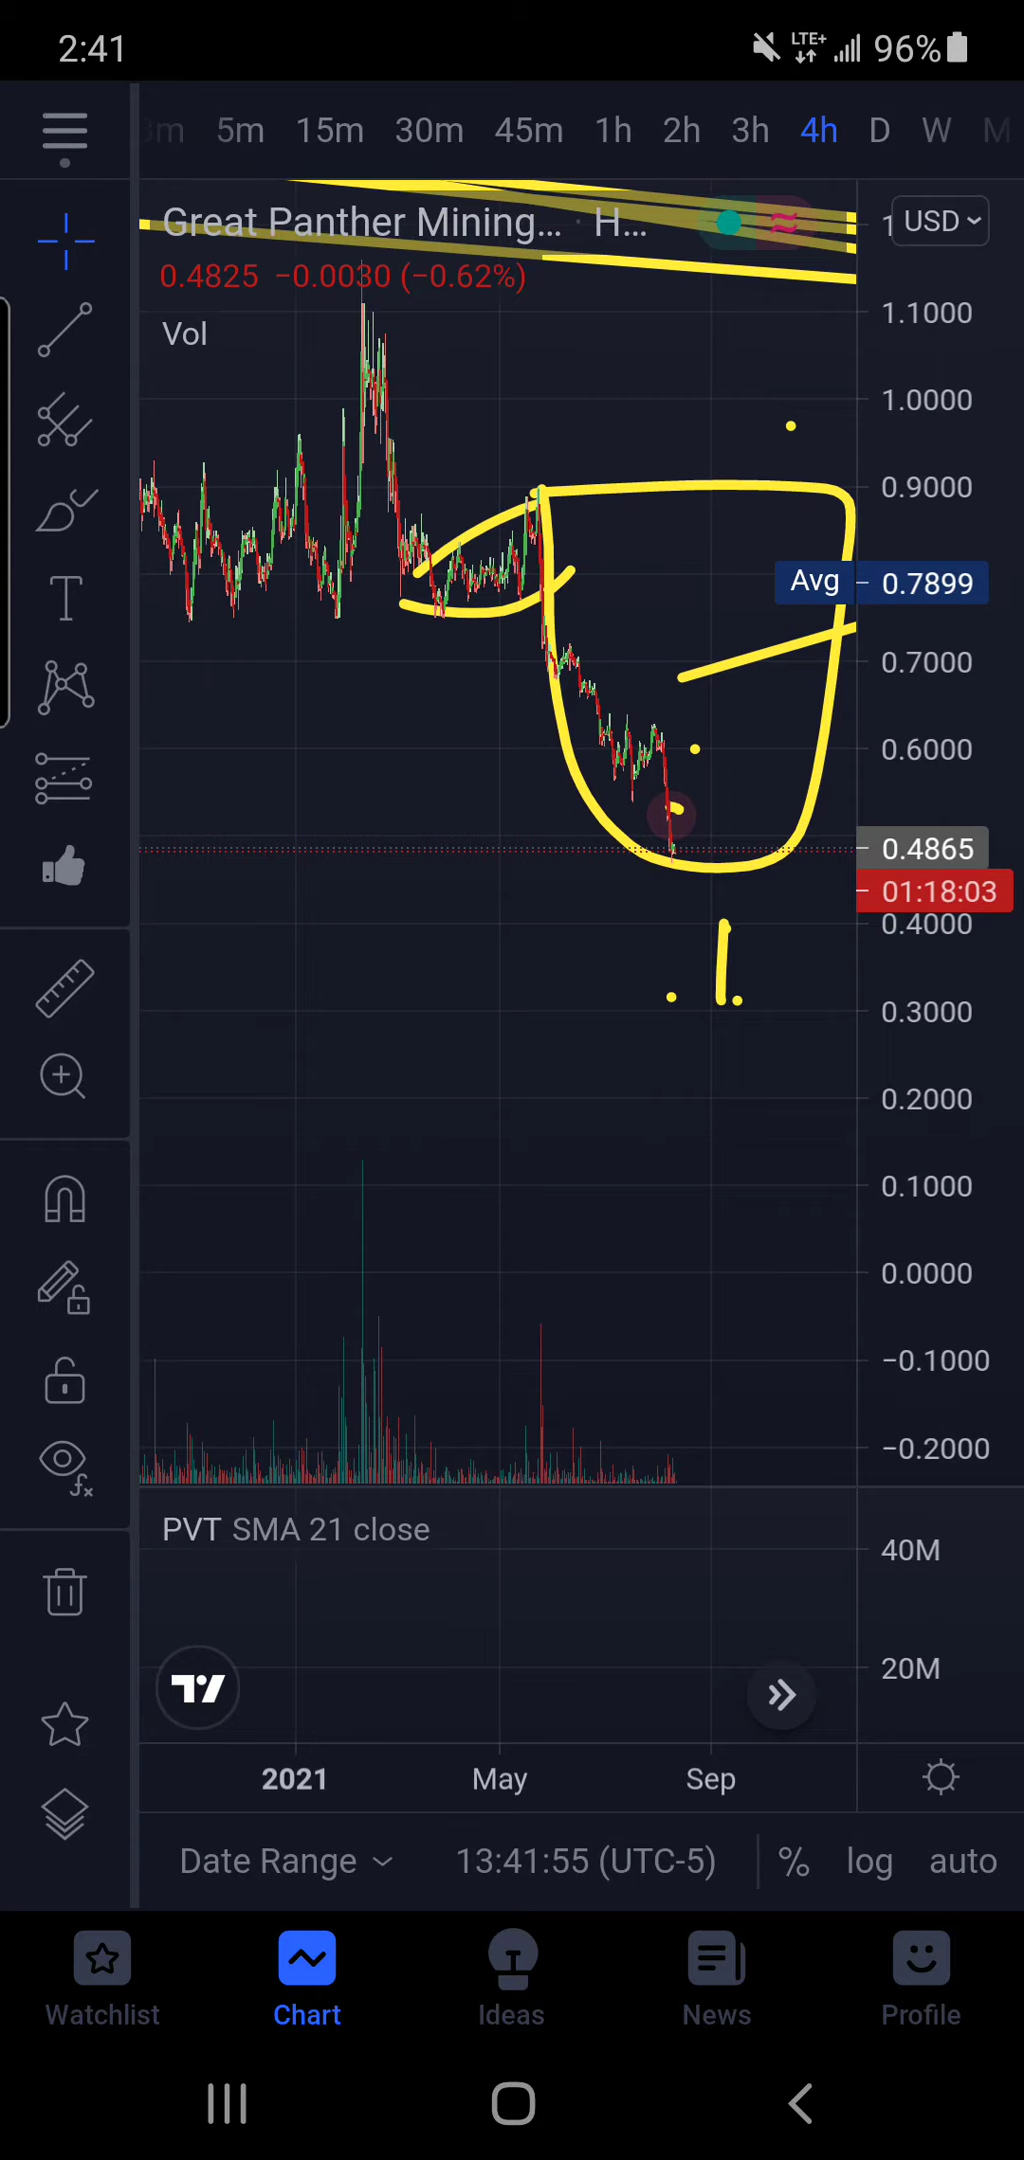 2:41 LTE+ 96%
3m 5m 15m 30m 45m 1h 2h 3h 4h D W M
Great Panther Mining... · H... USD
0.4825 −0.0030 (−0.62%)
Vol
1.1000
1.0000
0.9000
Avg 0.7899
0.7000
0.6000
0.4865
01:18:03
0.4000
0.3000
0.2000
0.1000
0.0000
−0.1000
−0.2000
PVT SMA 21 close
40M
20M
2021 May Sep
Date Range 13:41:55 (UTC-5) % log auto
Watchlist Chart Ideas News Profile